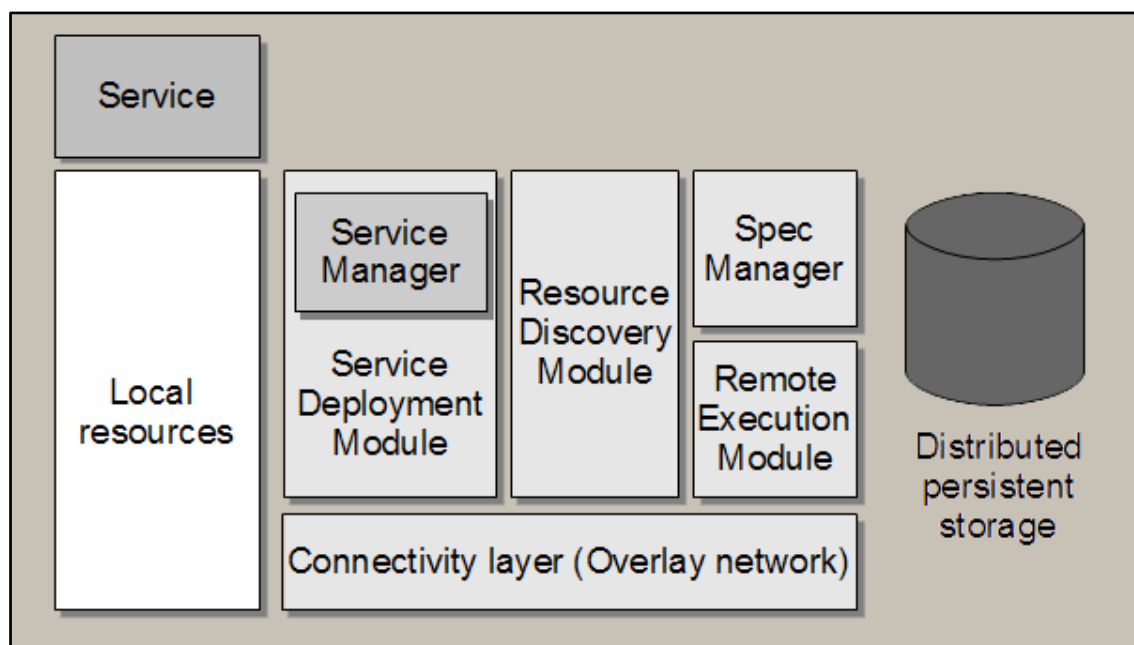 Service
Local
resources
Service
Manager
Service
Deployment
Module
Resource
Discovery
Module
Spec
Manager
Remote
Execution
Module
Connectivity layer (Overlay network)
Distributed
persistent
storage